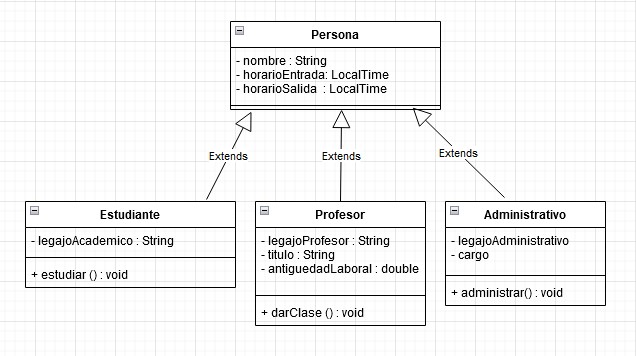 Persona
- nombre : String
- horarioEntrada: LocalTime
- horarioSalida : LocalTime
Extends
Extends
Extends
Estudiante
- legajoAcademico : String
+ estudiar () : void
Profesor
- legajoProfesor : String
- titulo : String
- antiguedadLaboral : double
+ darClase () : void
Administrativo
- legajoAdministrativo
- cargo
+ administrar() : void